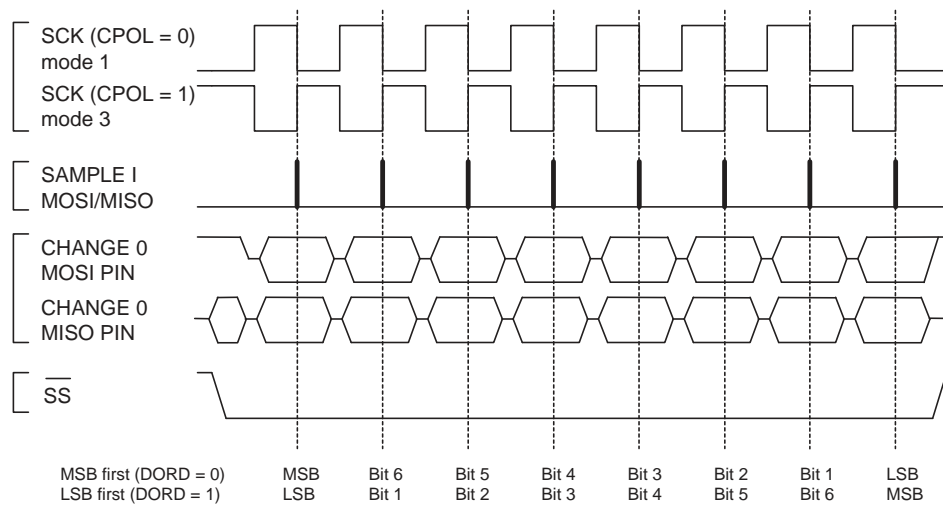 SCK (CPOL = 0)
mode 1
SCK (CPOL = 1)
mode 3
SAMPLE I
MOSI/MISO
CHANGE 0
MOSI PIN
CHANGE 0
MISO PIN
SS
MSB first (DORD = 0) MSB Bit 6 Bit 5 Bit 4 Bit 3 Bit 2 Bit 1 LSB
LSB first (DORD = 1) LSB Bit 1 Bit 2 Bit 3 Bit 4 Bit 5 Bit 6 MSB